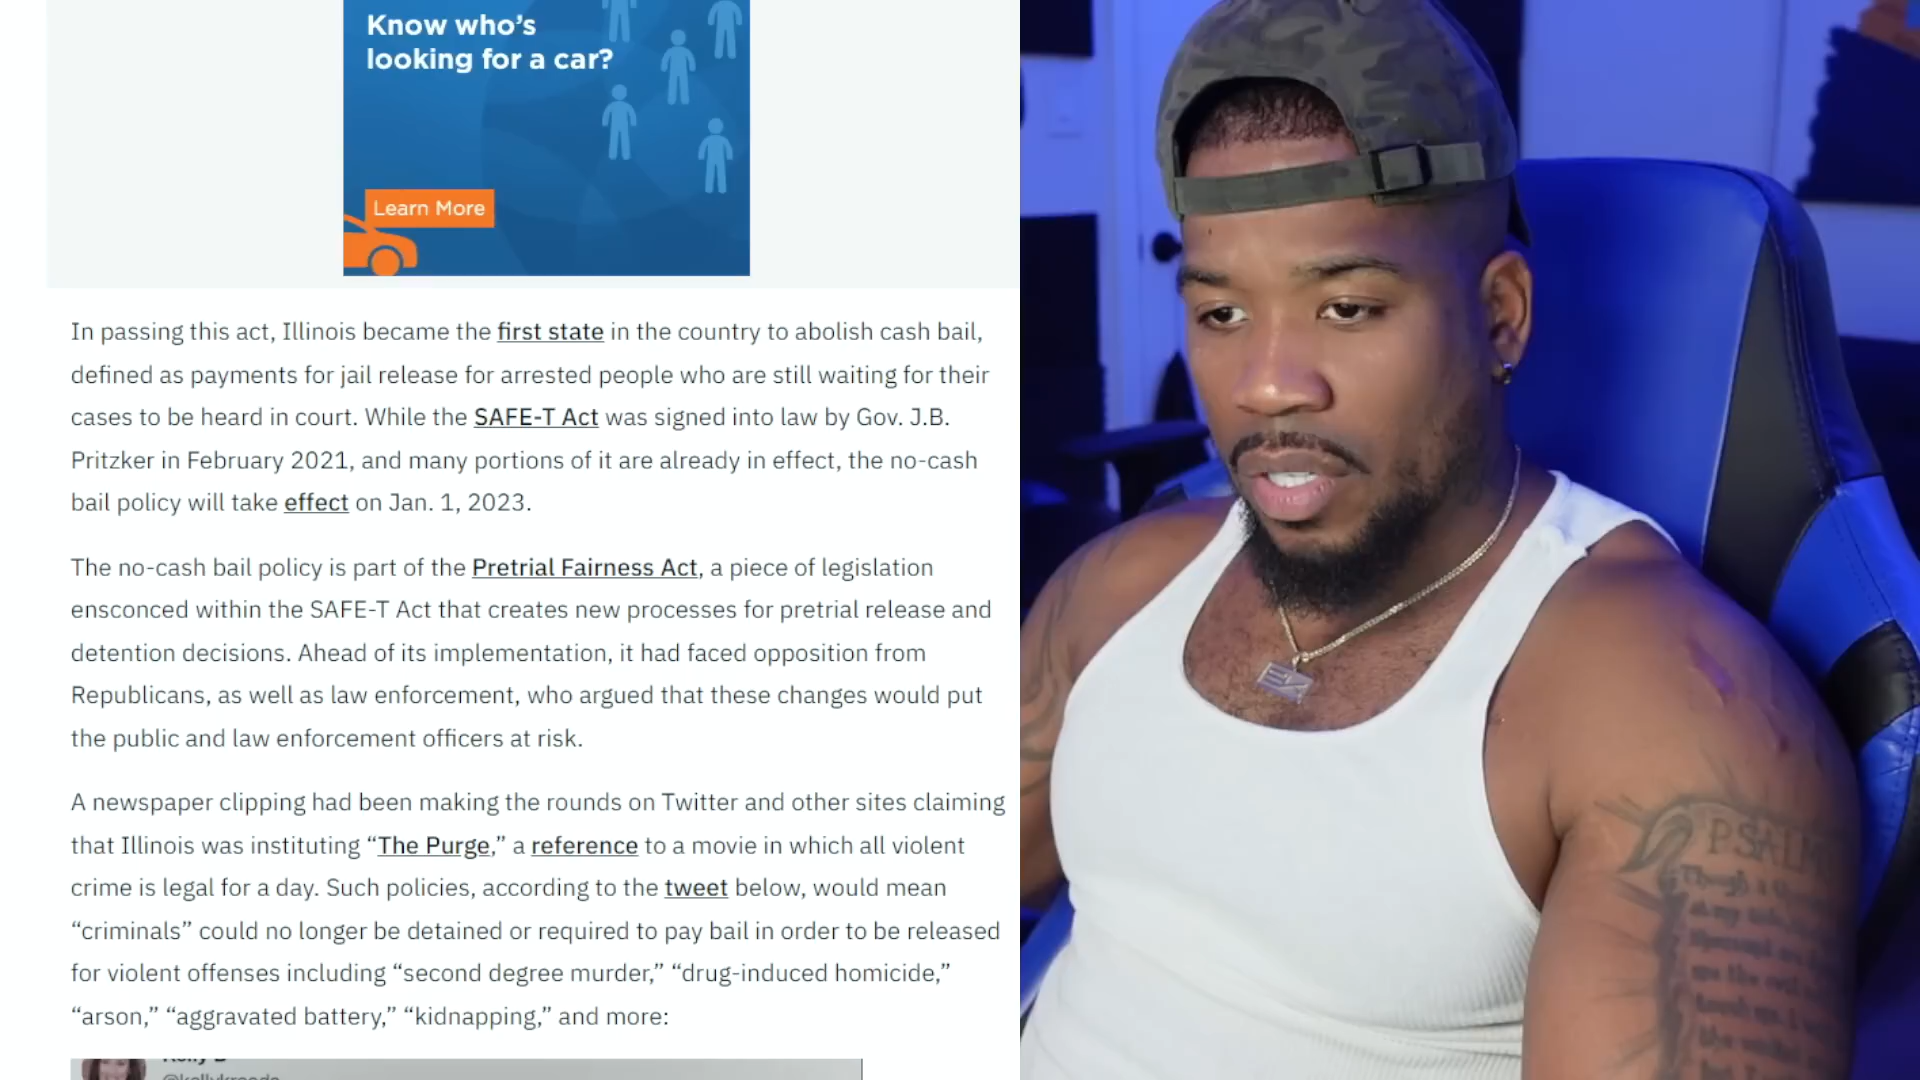 Know who's
looking for a car?
Learn More
In passing this act, Illinois became the first state in the country to abolish cash bail,
defined as payments for jail release for arrested people who are still waiting for their
cases to be heard in court. While the SAFE-T Act was signed into law by Gov. J.B.
Pritzker in February 2021, and many portions of it are already in effect, the no-cash
bail policy will take effect on Jan. 1, 2023.
The no-cash bail policy is part of the Pretrial Fairness Act, a piece of legislation
ensconced within the SAFE-T Act that creates new processes for pretrial release and
detention decisions. Ahead of its implementation, it had faced opposition from
Republicans, as well as law enforcement, who argued that these changes would put
the public and law enforcement officers at risk.
A newspaper clipping had been making the rounds on Twitter and other sites claiming
that Illinois was instituting “The Purge,” a reference to a movie in which all violent
crime is legal for a day. Such policies, according to the tweet below, would mean
“criminals” could no longer be detained or required to pay bail in order to be released
for violent offenses including “second degree murder,” “drug-induced homicide,”
“arson,” “aggravated battery,” “kidnapping,” and more:
PSALM
Though I